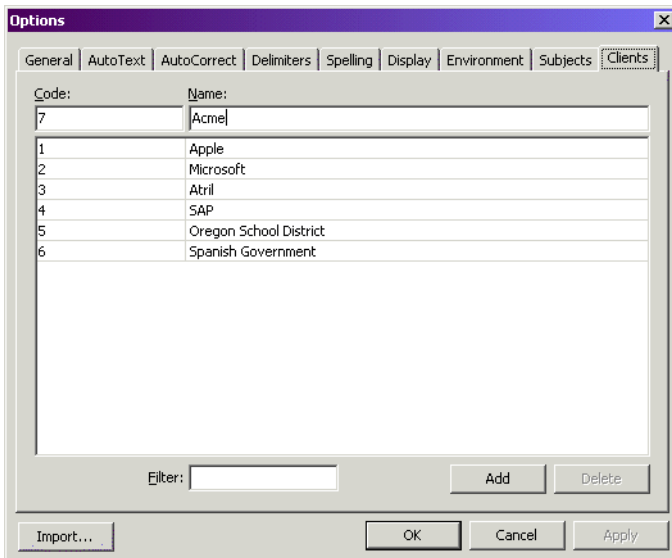 Options
General AutoText AutoCorrect Delimiters Spelling Display Environment Subjects Clients
Code: Name:
7 Acme
1 Apple
2 Microsoft
3 Atril
4 SAP
5 Oregon School District
6 Spanish Government
Filter: Add Delete
Import... OK Cancel Apply